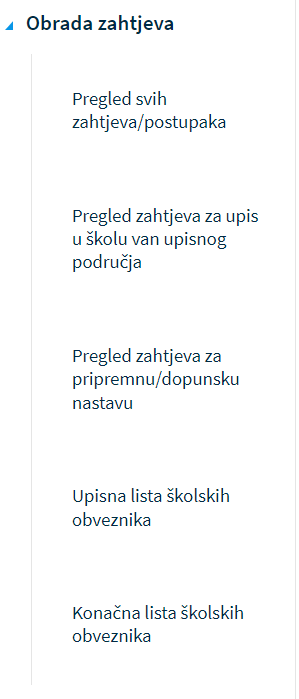 Obrada zahtjeva
Pregled svih
zahtjeva/postupaka
Pregled zahtjeva za upis
u školu van upisnog
područja
Pregled zahtjeva za
pripremnu/dopunsku
nastavu
Upisna lista školskih
obveznika
Konačna lista školskih
obveznika